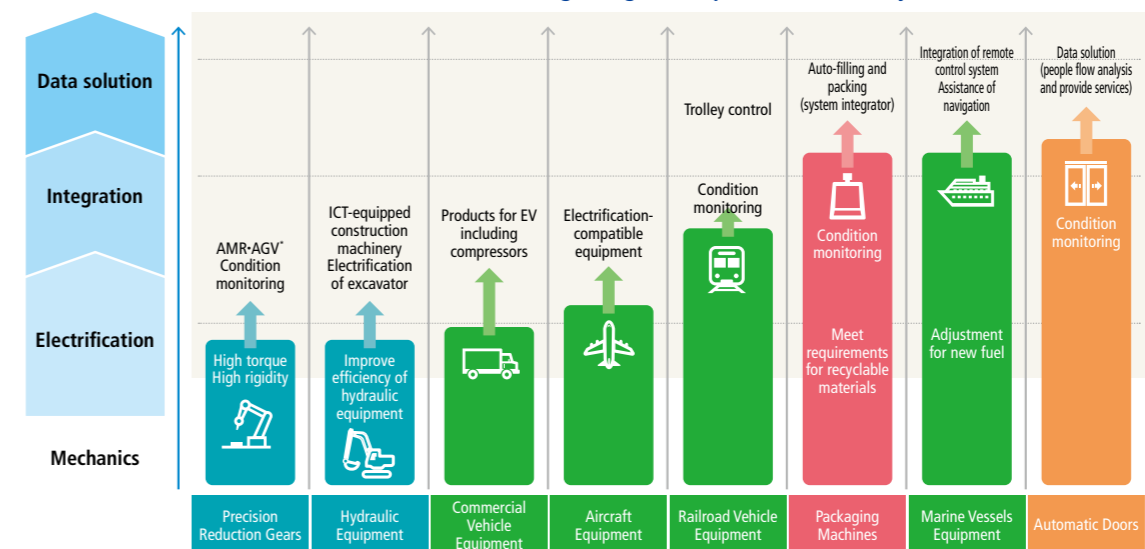 Data solution
Integration
Electrification
Mechanics
AMR•AGV*
Condition
monitoring
High torque
High rigidity
Precision
Reduction Gears
ICT-equipped
construction
machinery
Electrification
of excavator
Improve
efficiency of
hydraulic
equipment
Hydraulic
Equipment
Products for EV
including
compressors
Commercial
Vehicle
Equipment
Electrification-
compatible
equipment
Aircraft
Equipment
Trolley control
Condition
monitoring
Railroad Vehicle
Equipment
Auto-filling and
packing
(system integrator)
Condition
monitoring
Meet
requirements
for recyclable
materials
Packaging
Machines
Integration of remote
control system
Assistance of
navigation
Adjustment
for new fuel
Marine Vessels
Equipment
Data solution
(people flow analysis
and provide services)
Condition
monitoring
Automatic Doors